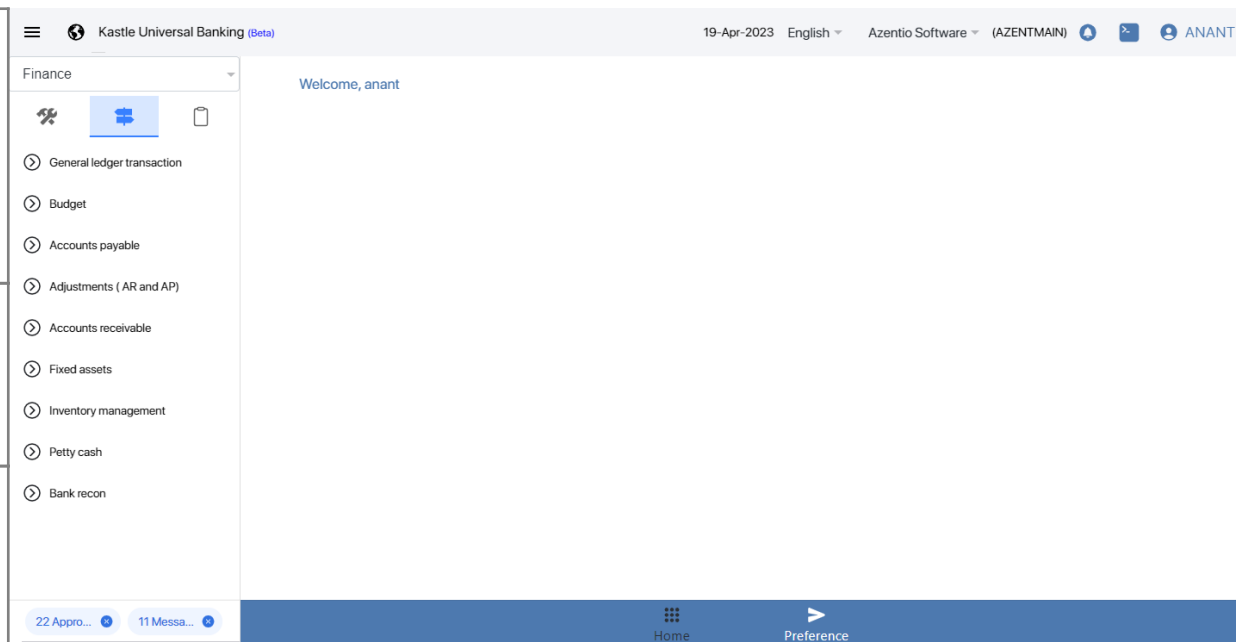 Kastle Universal Banking (Beta)
19-Apr-2023 English Azentio Software (AZENTMAIN) ANANT
Finance
Welcome, anant
General ledger transaction
Budget
Accounts payable
Adjustments ( AR and AP)
Accounts receivable
Fixed assets
Inventory management
Petty cash
Bank recon
22 Appro... 11 Messa...
Home Preference